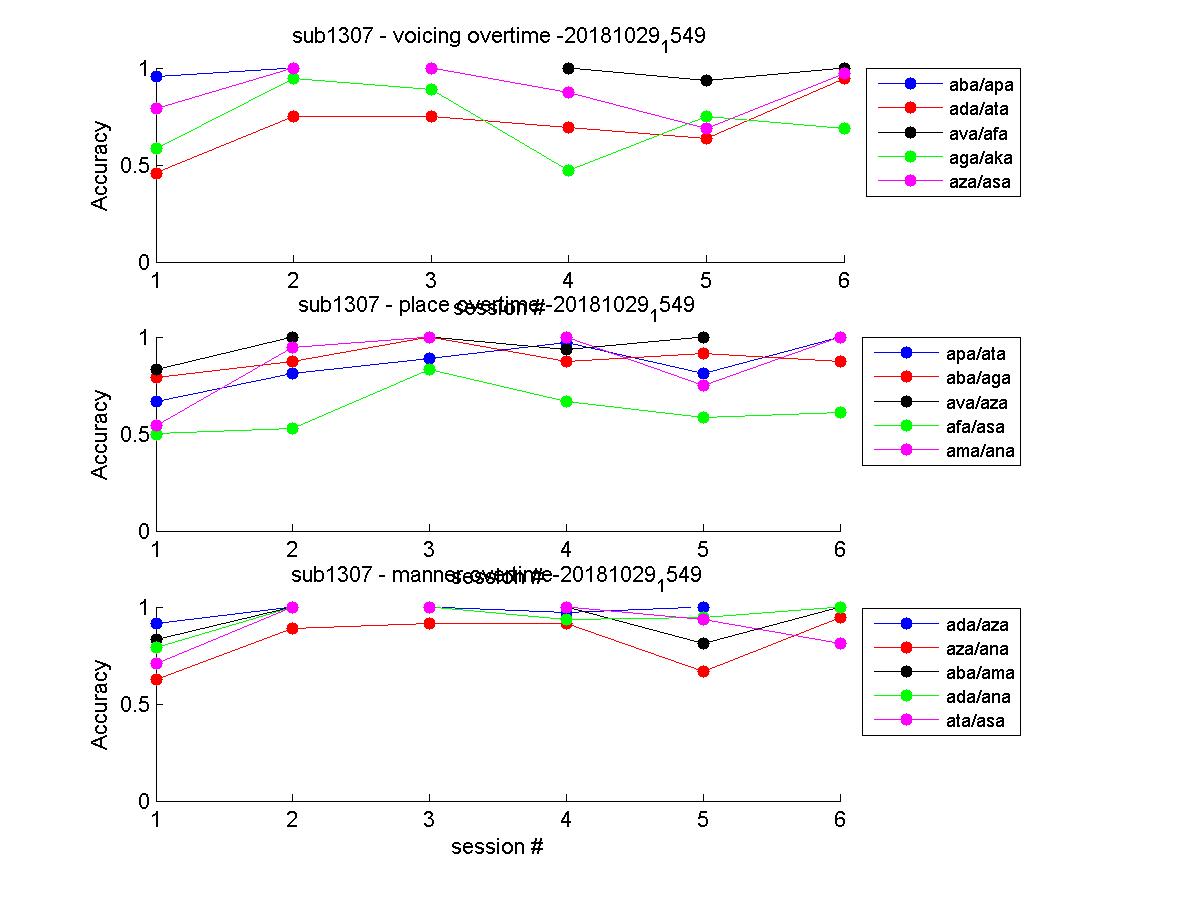 sub1307 - voicing overtime -20181029₁549
1
0.5
0
Accuracy
1 2 3 4 5 6
session #
aba/apa
ada/ata
ava/afa
aga/aka
aza/asa
sub1307 - place overtime -20181029₁549
1
0.5
0
Accuracy
1 2 3 4 5 6
session #
apa/ata
aba/aga
ava/aza
afa/asa
ama/ana
sub1307 - manner overtime-20181029₁549
1
0.5
0
Accuracy
1 2 3 4 5 6
session #
ada/aza
aza/ana
aba/ama
ada/ana
ata/asa